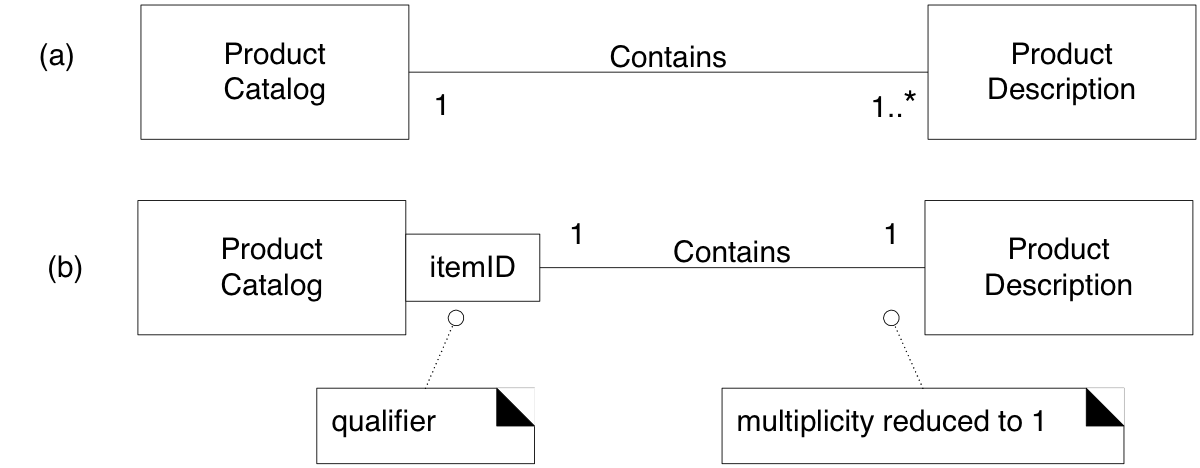 (a)
Product
Catalog
Contains
1
1..*
Product
Description
(b)
Product
Catalog
itemID
1
Contains
1
Product
Description
qualifier
multiplicity reduced to 1